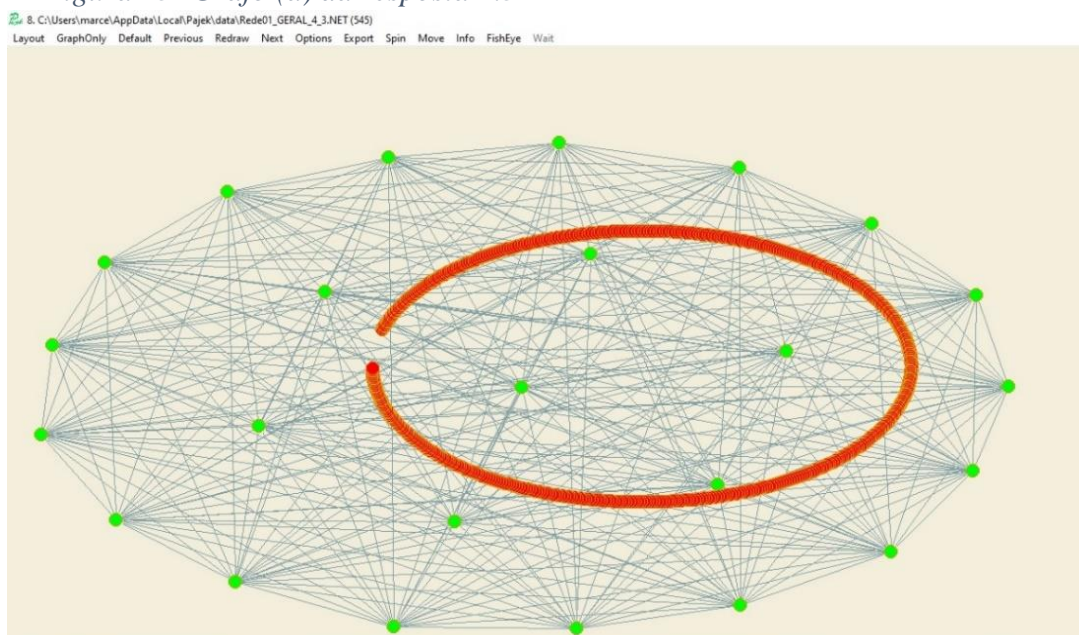 8. C:\Users\marce\AppData\Local\Pajek\data\Rede01_GERAL_4_3.NET (545)
Layout GraphOnly Default Previous Redraw Next Options Export Spin Move Info FishEye Wait